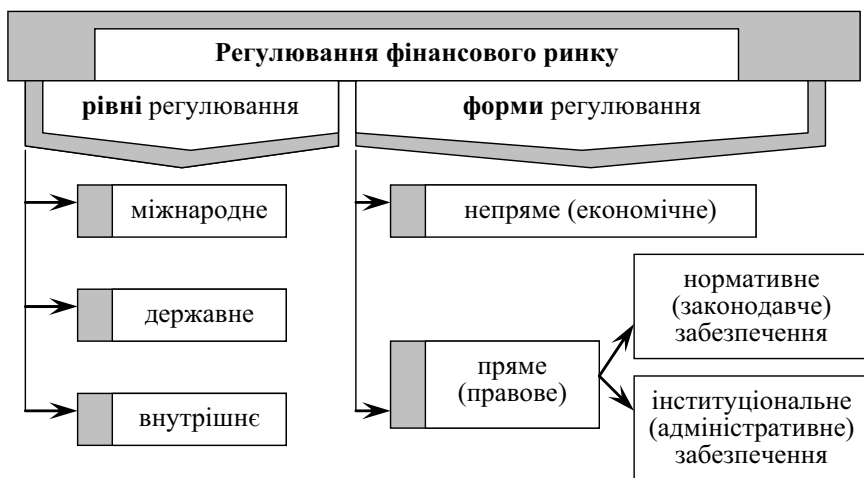 Регулювання фінансового ринку
рівні регулювання
міжнародне
державне
внутрішнє
форми регулювання
непряме (економічне)
пряме
(правове)
нормативне
(законодавче)
забезпечення
інституціональне
(адміністративне)
забезпечення